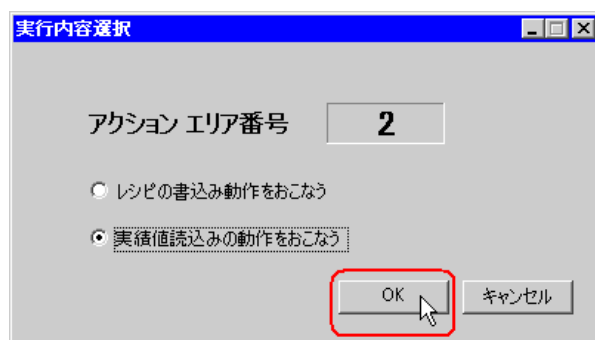 実行内容選択
アクション エリア番号 2
レシピの書込み動作をおこなう
実績値読込みの動作をおこなう
OK キャンセル